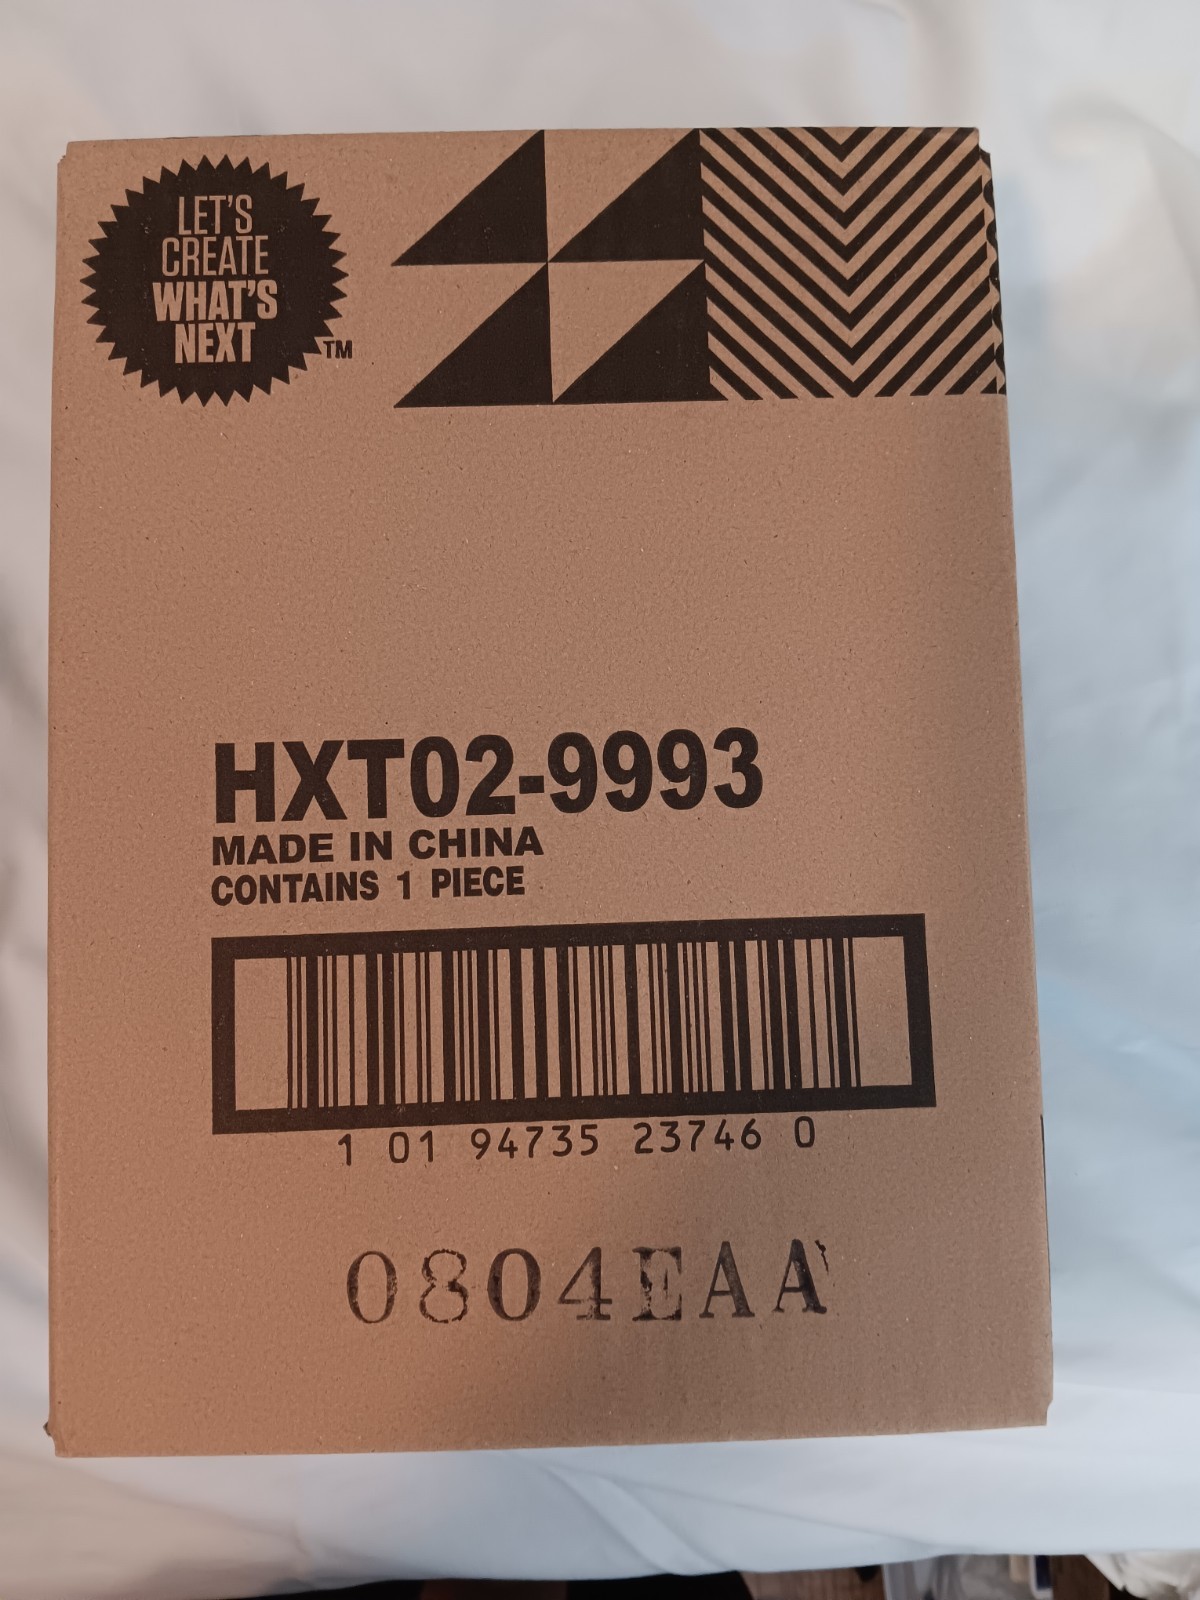 LET'S
CREATE
WHAT'S
NEXT
TM
HXT02-9993
MADE IN CHINA
CONTAINS 1 PIECE
1 01 94735 23746 0
0804EAA